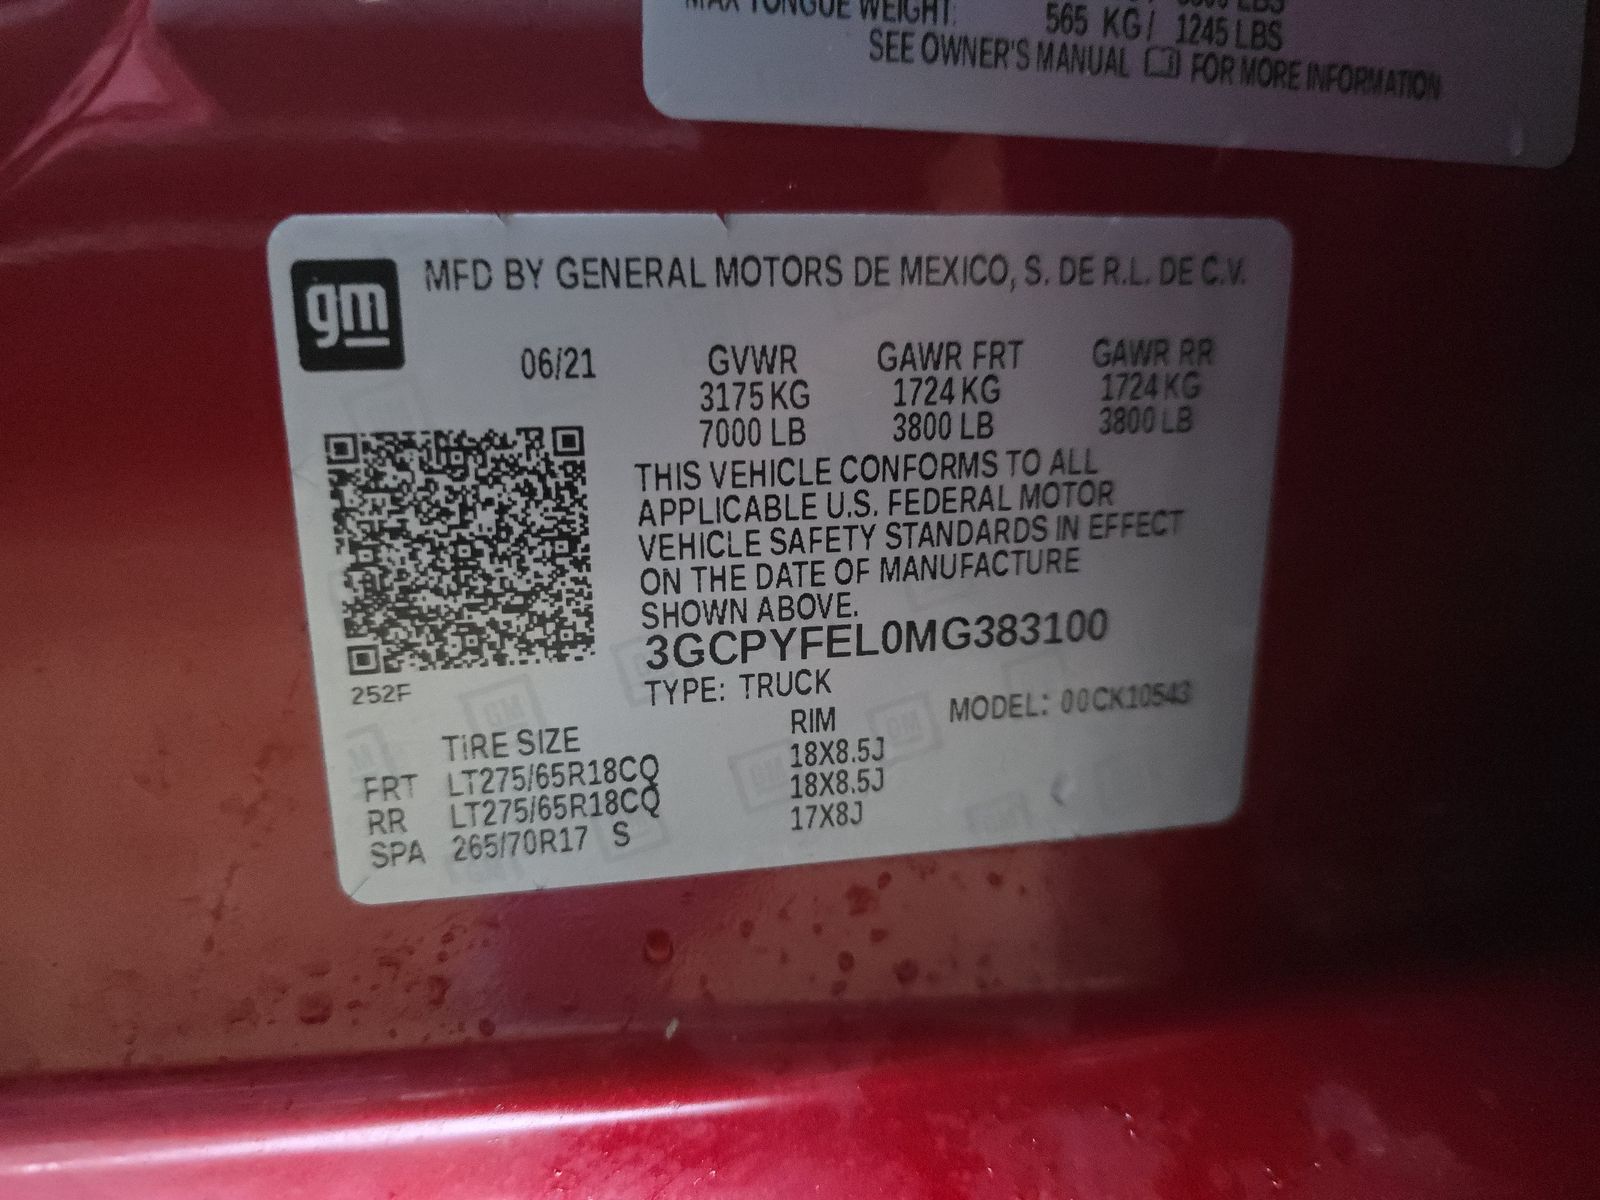 MAX TONGUE WEIGHT: 565 KG/ 1245 LBS
SEE OWNER'S MANUAL FOR MORE INFORMATION
gm
MFD BY GENERAL MOTORS DE MEXICO, S. DE R.L. DE C.V.
06/21 GVWR GAWR FRT GAWR RR
3175 KG 1724 KG 1724 KG
7000 LB 3800 LB 3800 LB
THIS VEHICLE CONFORMS TO ALL
APPLICABLE U.S. FEDERAL MOTOR
VEHICLE SAFETY STANDARDS IN EFFECT
ON THE DATE OF MANUFACTURE
SHOWN ABOVE.
3GCPYFEL0MG383100
252F
TYPE: TRUCK
MODEL: 00CK10543
TIRE SIZE RIM
FRT LT275/65R18CQ 18X8.5J
RR LT275/65R18CQ 18X8.5J
SPA 265/70R17 S 17X8J